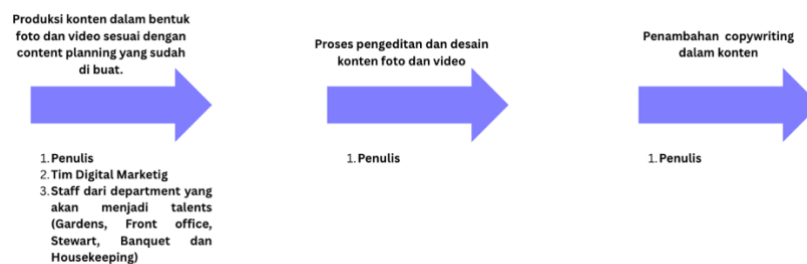 Produksi konten dalam bentuk
foto dan video sesuai dengan
content planning yang sudah
di buat.
Proses pengeditan dan desain
konten foto dan video
Penambahan copywriting
dalam konten
1. Penulis
2. Tim Digital Marketig
3. Staff dari department yang
akan menjadi talents
(Gardens, Front office,
Stewart, Banquet dan
Housekeeping)
1. Penulis
1. Penulis